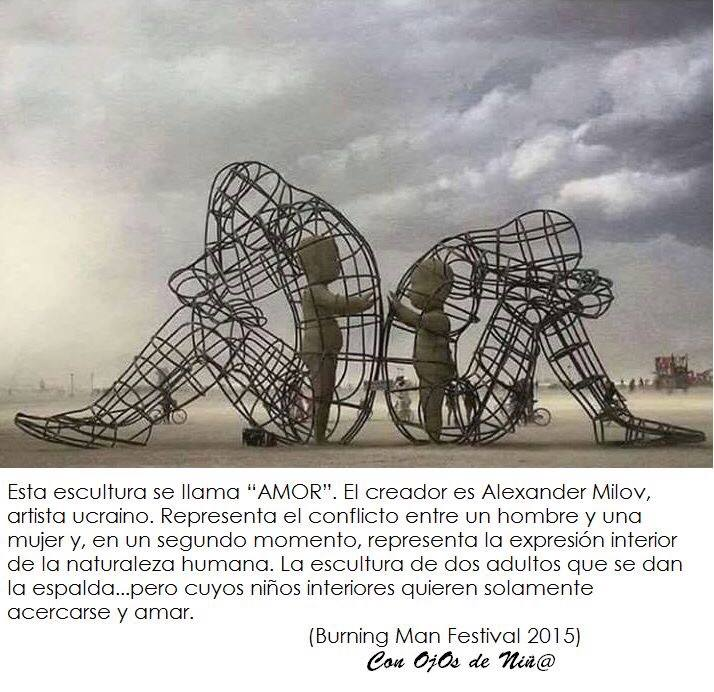 Esta escultura se llama “AMOR”. El creador es Alexander Milov,
artista ucraino. Representa el conflicto entre un hombre y una
mujer y, en un segundo momento, representa la expresión interior
de la naturaleza humana. La escultura de dos adultos que se dan
la espalda...pero cuyos niños interiores quieren solamente
acercarse y amar.
(Burning Man Festival 2015)
Con OjOs de Niñ@